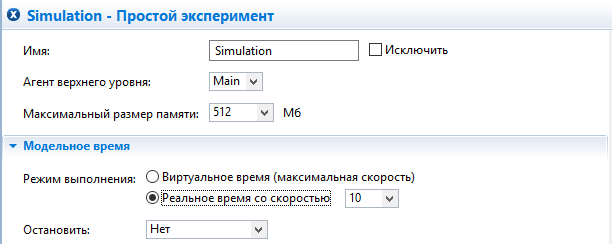 Simulation - Простой эксперимент
Имя: Simulation Исключить
Агент верхнего уровня: Main
Максимальный размер памяти: 512 Мб
Модельное время
Режим выполнения: Виртуальное время (максимальная скорость)
Реальное время со скоростью 10
Остановить: Нет